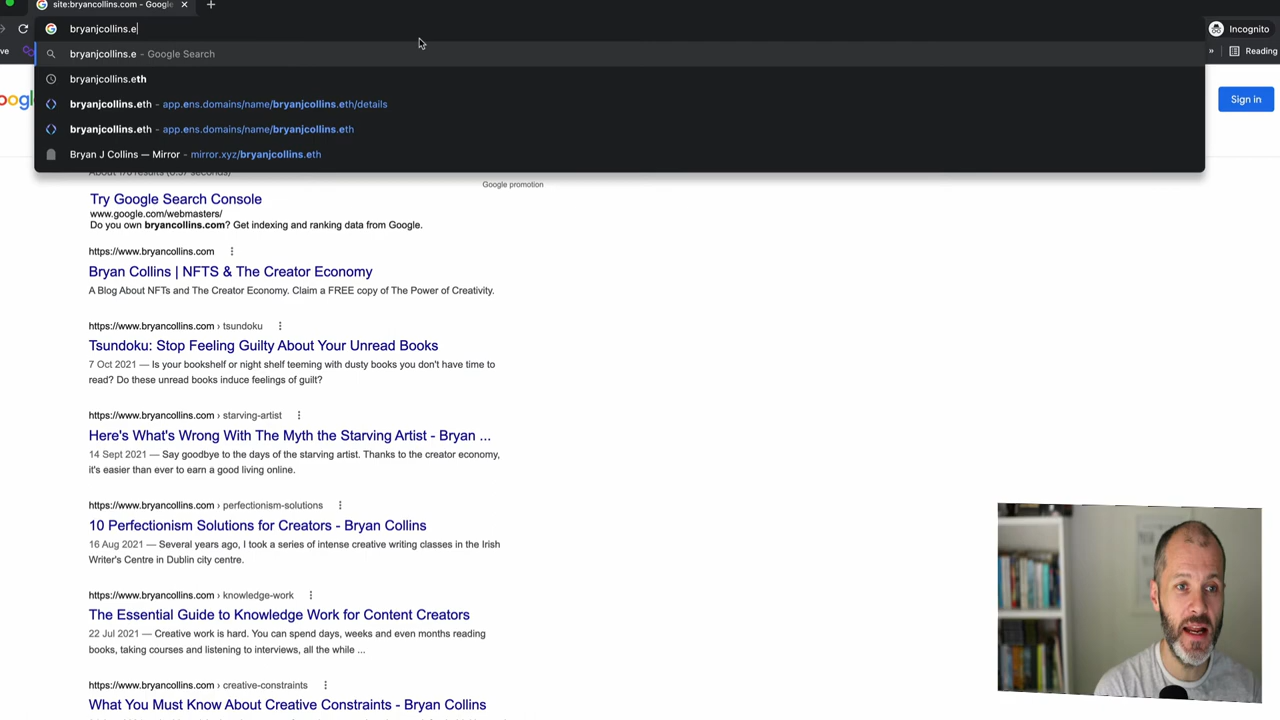 site:bryancollins.com - Google
bryanjcollins.e
Incognito
ve
» Reading
bryanjcollins.e - Google Search
bryanjcollins.eth
bryanjcollins.eth - app.ens.domains/name/bryanjcollins.eth/details
bryanjcollins.eth - app.ens.domains/name/bryanjcollins.eth
Bryan J Collins — Mirror - mirror.xyz/bryanjcollins.eth
oogl
Sign in
Google promotion
Try Google Search Console
www.google.com/webmasters/
Do you own bryancollins.com? Get indexing and ranking data from Google.
https://www.bryancollins.com
Bryan Collins | NFTS & The Creator Economy
A Blog About NFTs and The Creator Economy. Claim a FREE copy of The Power of Creativity.
https://www.bryancollins.com › tsundoku
Tsundoku: Stop Feeling Guilty About Your Unread Books
7 Oct 2021 — Is your bookshelf or night shelf teeming with dusty books you don't have time to
read? Do these unread books induce feelings of guilt?
https://www.bryancollins.com › starving-artist
Here's What's Wrong With The Myth the Starving Artist - Bryan ...
14 Sept 2021 — Say goodbye to the days of the starving artist. Thanks to the creator economy,
it's easier than ever to earn a good living online.
https://www.bryancollins.com › perfectionism-solutions
10 Perfectionism Solutions for Creators - Bryan Collins
16 Aug 2021 — Several years ago, I took a series of intense creative writing classes in the Irish
Writer's Centre in Dublin city centre.
https://www.bryancollins.com › knowledge-work
The Essential Guide to Knowledge Work for Content Creators
22 Jul 2021 — Creative work is hard. You can spend days, weeks and even months reading
books, taking courses and listening to interviews, all the while ...
https://www.bryancollins.com › creative-constraints
What You Must Know About Creative Constraints - Bryan Collins